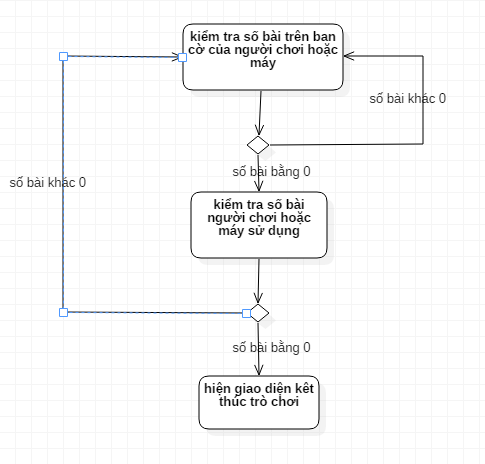 kiểm tra số bài trên ban
cờ của người chơi hoặc
máy
số bài khác 0
số bài bằng 0
số bài khác 0
kiểm tra số bài
người chơi hoặc
máy sử dụng
số bài bằng 0
hiện giao diện kêt
thúc trò chơi